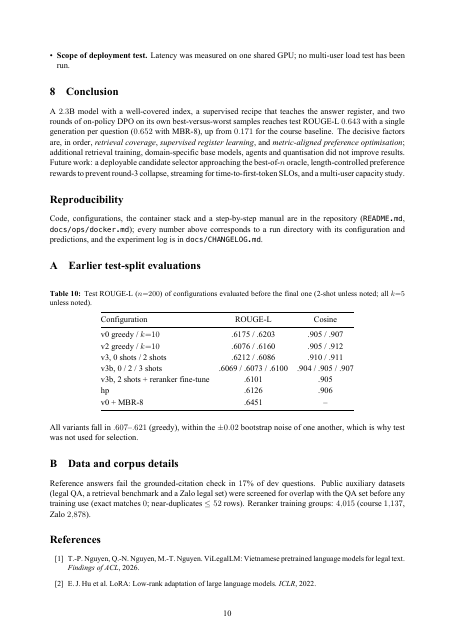 • Scope of deployment test. Latency was measured on one shared GPU; no multi-user load test has been
run.
8 Conclusion
A 2.3B model with a well-covered index, a supervised recipe that teaches the answer register, and two
rounds of on-policy DPO on its own best-versus-worst samples reaches test ROUGE-L 0.643 with a single
generation per question (0.652 with MBR-8), up from 0.171 for the course baseline. The decisive factors
are, in order, retrieval coverage, supervised register learning, and metric-aligned preference optimisation;
additional retrieval training, domain-specific base models, agents and quantisation did not improve results.
Future work: a deployable candidate selector approaching the best-of-n oracle, length-controlled preference
rewards to prevent round-3 collapse, streaming for time-to-first-token SLOs, and a multi-user capacity study.
Reproducibility
Code, configurations, the container stack and a step-by-step manual are in the repository (README.md,
docs/ops/docker.md); every number above corresponds to a run directory with its configuration and
predictions, and the experiment log is in docs/CHANGELOG.md.
A Earlier test-split evaluations
Table 10: Test ROUGE-L (n=200) of configurations evaluated before the final one (2-shot unless noted; all k=5
unless noted).
Configuration ROUGE-L Cosine
v0 greedy / k=10 .6175 / .6203 .905 / .907
v2 greedy / k=10 .6076 / .6160 .905 / .912
v3, 0 shots / 2 shots .6212 / .6086 .910 / .911
v3b, 0 / 2 / 3 shots .6069 / .6073 / .6100 .904 / .905 / .907
v3b, 2 shots + reranker fine-tune .6101 .905
hp .6126 .906
v0 + MBR-8 .6451 –
All variants fall in .607–.621 (greedy), within the ±0.02 bootstrap noise of one another, which is why test
was not used for selection.
B Data and corpus details
Reference answers fail the grounded-citation check in 17% of dev questions. Public auxiliary datasets
(legal QA, a retrieval benchmark and a Zalo legal set) were screened for overlap with the QA set before any
training use (exact matches 0; near-duplicates ≤ 52 rows). Reranker training groups: 4,015 (course 1,137,
Zalo 2,878).
References
[1] T.-P. Nguyen, Q.-N. Nguyen, M.-T. Nguyen. ViLegalLM: Vietnamese pretrained language models for legal text.
Findings of ACL, 2026.
[2] E. J. Hu et al. LoRA: Low-rank adaptation of large language models. ICLR, 2022.
10